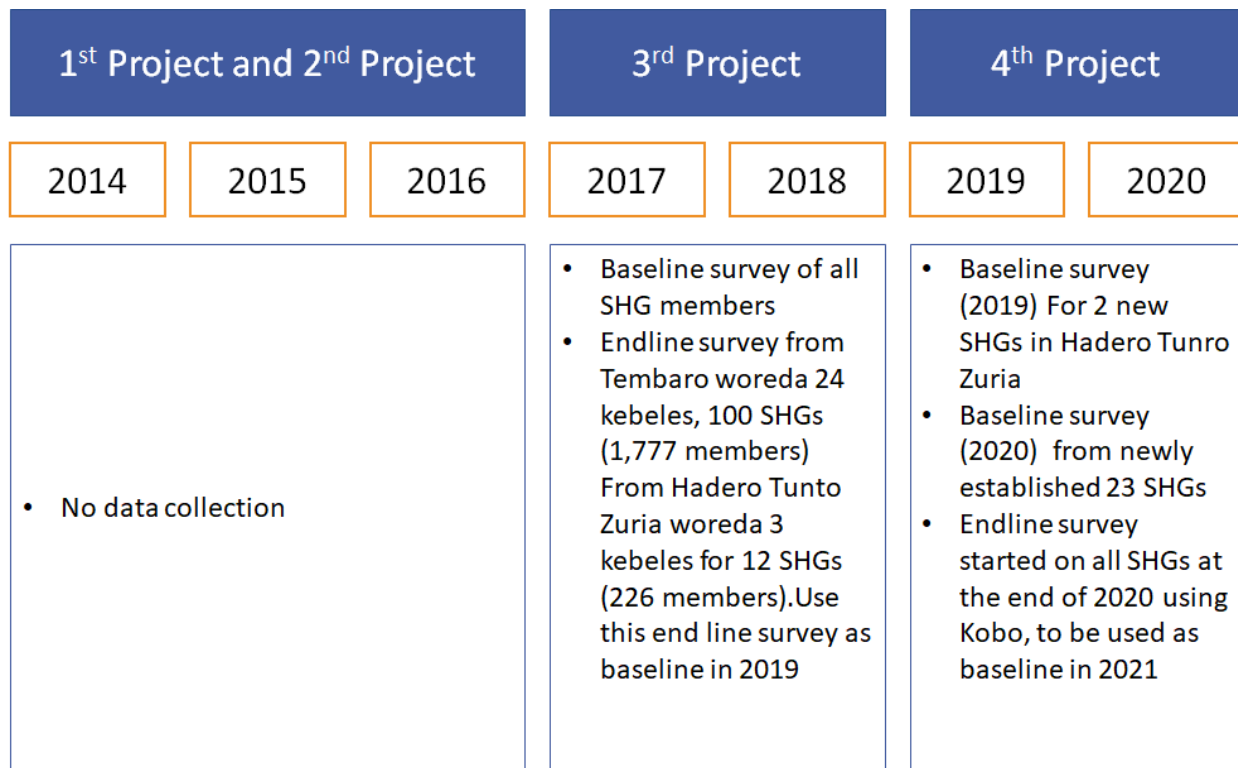 1st Project and 2nd Project
3rd Project
4th Project
2014
2015
2016
2017
2018
2019
2020
• No data collection
• Baseline survey of all
SHG members
• Endline survey from
Tembaro woreda 24
kebeles, 100 SHGs
(1,777 members)
From Hadero Tunto
Zuria woreda 3
kebeles for 12 SHGs
(226 members).Use
this end line survey as
baseline in 2019
• Baseline survey
(2019) For 2 new
SHGs in Hadero Tunro
Zuria
• Baseline survey
(2020) from newly
established 23 SHGs
• Endline survey
started on all SHGs at
the end of 2020 using
Kobo, to be used as
baseline in 2021